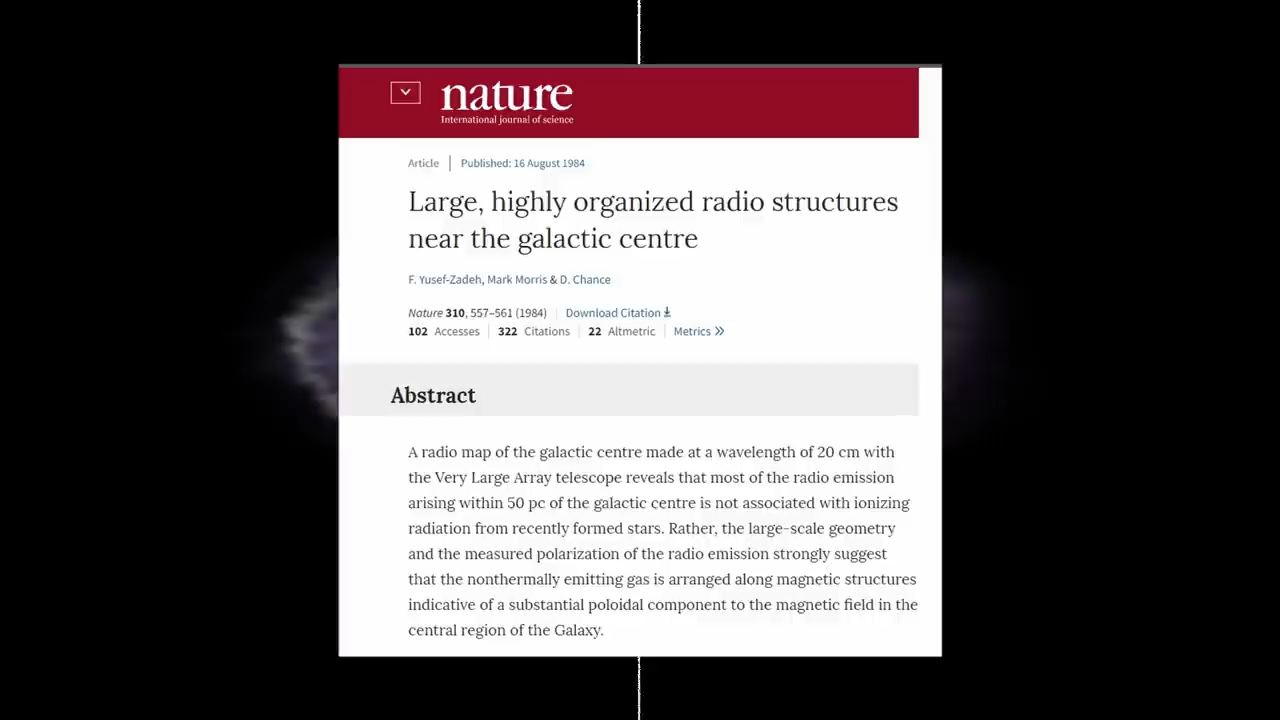 nature
International journal of science
Article | Published: 16 August 1984
Large, highly organized radio structures
near the galactic centre
F. Yusef-Zadeh, Mark Morris & D. Chance
Nature 310, 557–561 (1984) | Download Citation
102 Accesses | 322 Citations | 22 Altmetric | Metrics
Abstract
A radio map of the galactic centre made at a wavelength of 20 cm with
the Very Large Array telescope reveals that most of the radio emission
arising within 50 pc of the galactic centre is not associated with ionizing
radiation from recently formed stars. Rather, the large-scale geometry
and the measured polarization of the radio emission strongly suggest
that the nonthermally emitting gas is arranged along magnetic structures
indicative of a substantial poloidal component to the magnetic field in the
central region of the Galaxy.